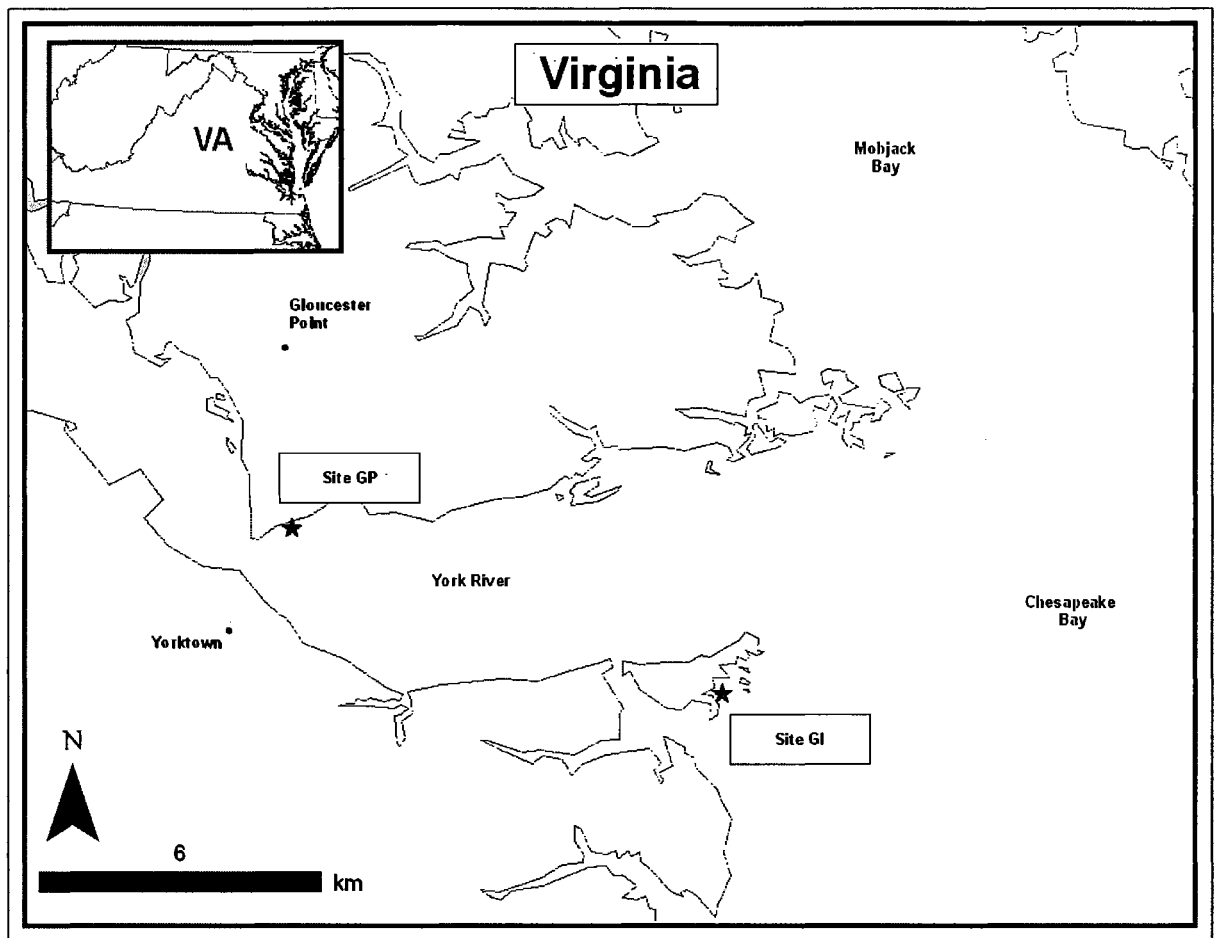 Virginia
VA
Mobjack
Bay
Gloucester
Point
Site GP
York River
Chesapeake
Bay
Yorktown
Site GI
N
6
km